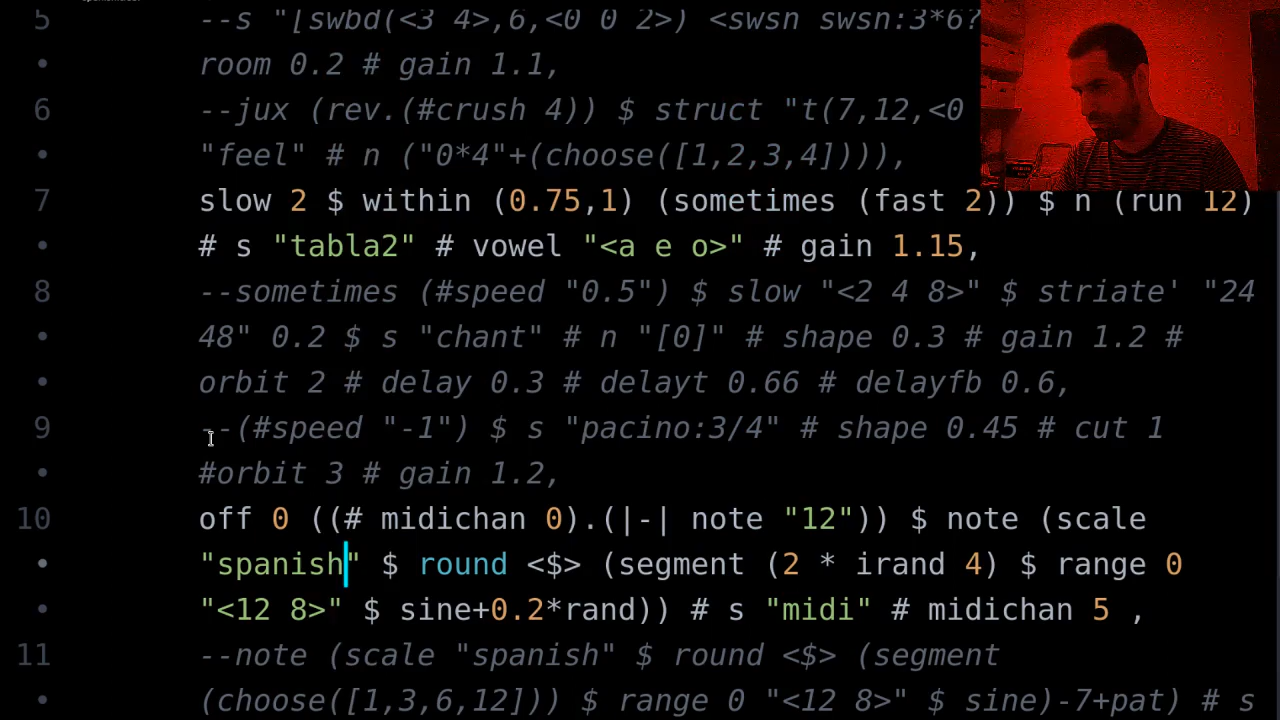 5 --s "[swbd(<3 4>,6,<0 0 2>) <swsn swsn:3*6?
• room 0.2 # gain 1.1,
6 --jux (rev.(#crush 4)) $ struct "t(7,12,<0
• "feel" # n ("0*4"+(choose([1,2,3,4]))),
7 slow 2 $ within (0.75,1) (sometimes (fast 2)) $ n (run 12)
• # s "tabla2" # vowel "<a e o>" # gain 1.15,
8 --sometimes (#speed "0.5") $ slow "<2 4 8>" $ striate' "24
• 48" 0.2 $ s "chant" # n "[0]" # shape 0.3 # gain 1.2 #
• orbit 2 # delay 0.3 # delayt 0.66 # delayfb 0.6,
9 --(#speed "-1") $ s "pacino:3/4" # shape 0.45 # cut 1
• #orbit 3 # gain 1.2,
10 off 0 ((# midichan 0).(|-| note "12")) $ note (scale
• "spanish" $ round <$> (segment (2 * irand 4) $ range 0
• "<12 8>" $ sine+0.2*rand)) # s "midi" # midichan 5 ,
11 --note (scale "spanish" $ round <$> (segment
• (choose([1,3,6,12])) $ range 0 "<12 8>" $ sine)-7+pat) # s